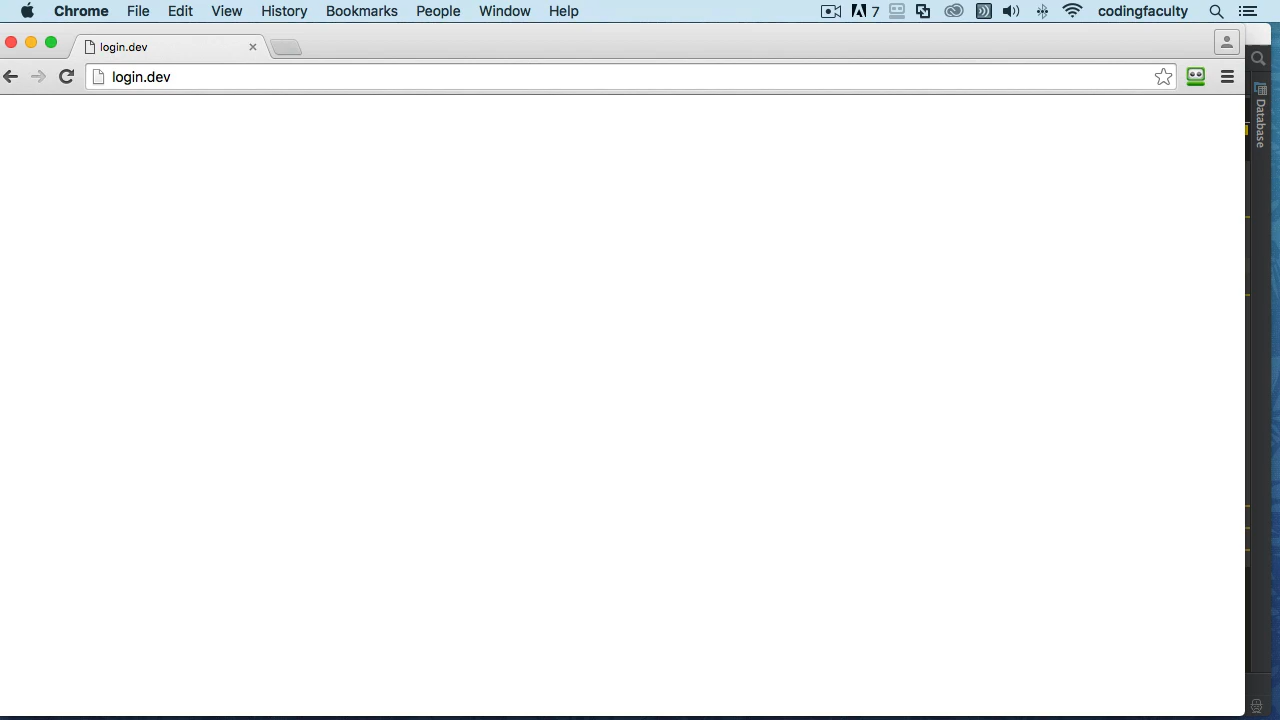 Chrome File Edit View History Bookmarks People Window Help 7 codingfaculty
login.dev
login.dev
Database